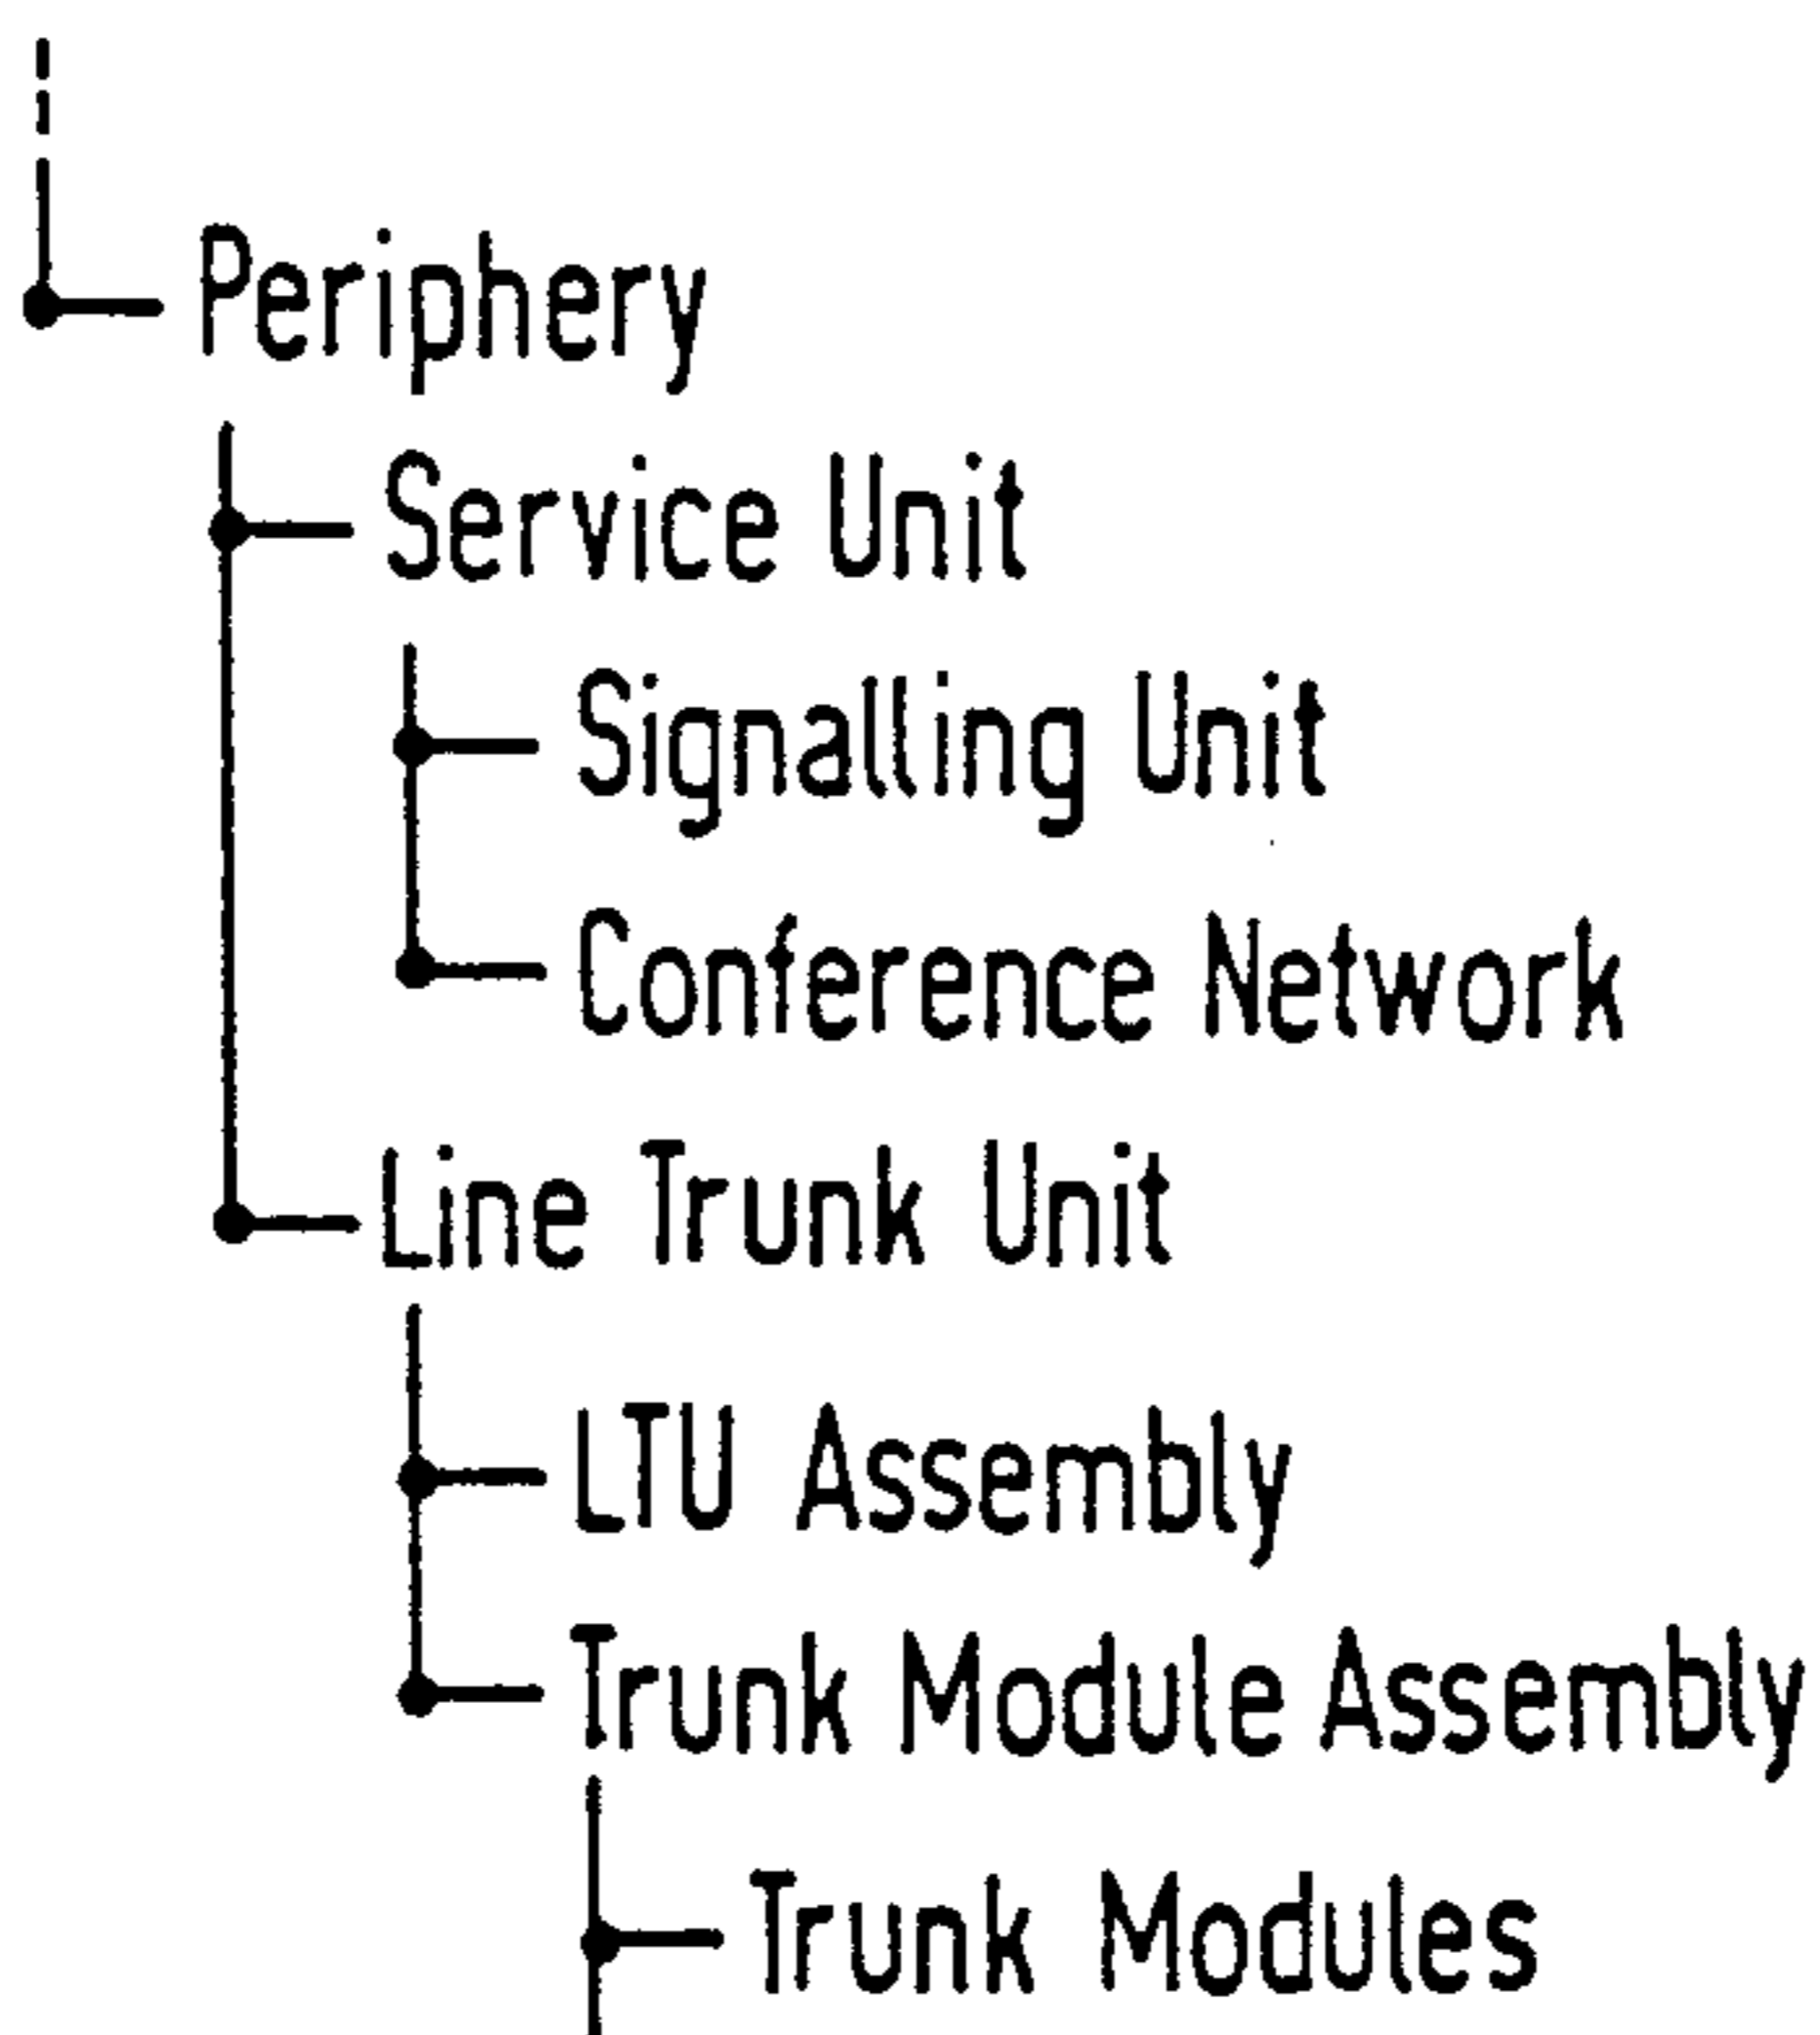 Periphery
Service Unit
Signalling Unit
Conference Network
Line Trunk Unit
LTU Assembly
Trunk Module Assembly
Trunk Modules